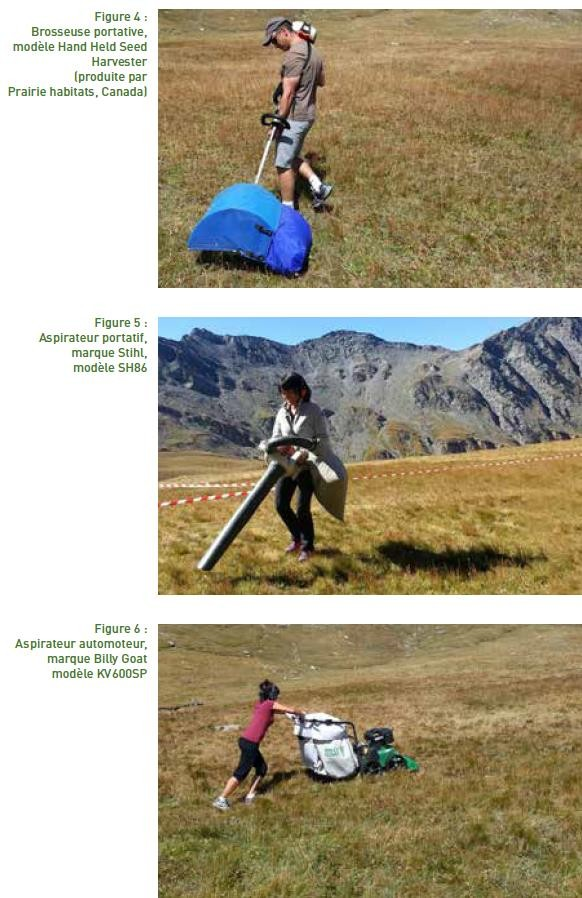 Figure 4 :
Brosseuse portative,
modèle Hand Held Seed
Harvester
(produite par
Prairie habitats, Canada)
Figure 5 :
Aspirateur portatif,
marque Stihl,
modèle SH86
Figure 6 :
Aspirateur automoteur,
marque Billy Goat
modèle KV600SP